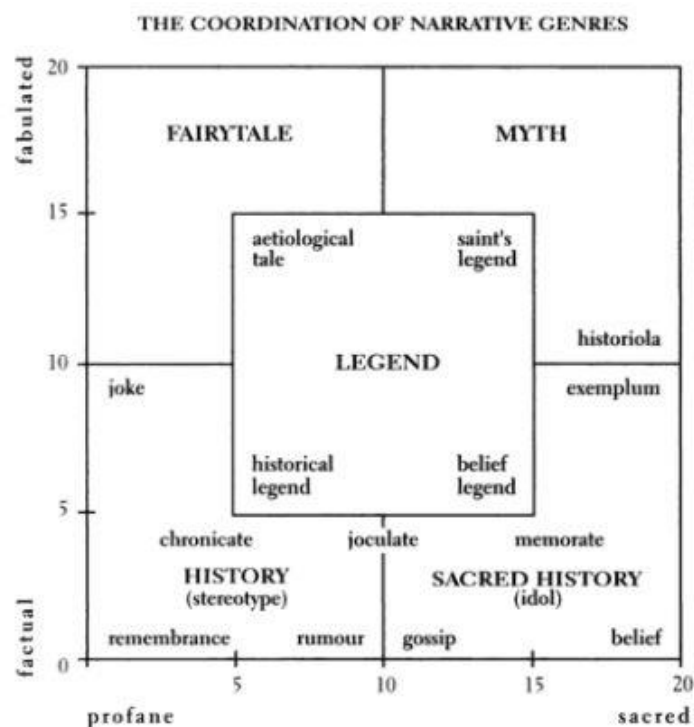 THE COORDINATION OF NARRATIVE GENRES
fabulated
20
FAIRYTALE
MYTH
15
aetiological
tale
saint's
legend
historiola
10
LEGEND
joke
exemplum
historical
legend
belief
legend
5
chronicate
joculate
memorate
HISTORY
(stereotype)
SACRED HISTORY
(idol)
factual
remembrance
rumour
gossip
belief
0
5
10
15
20
profane
sacred